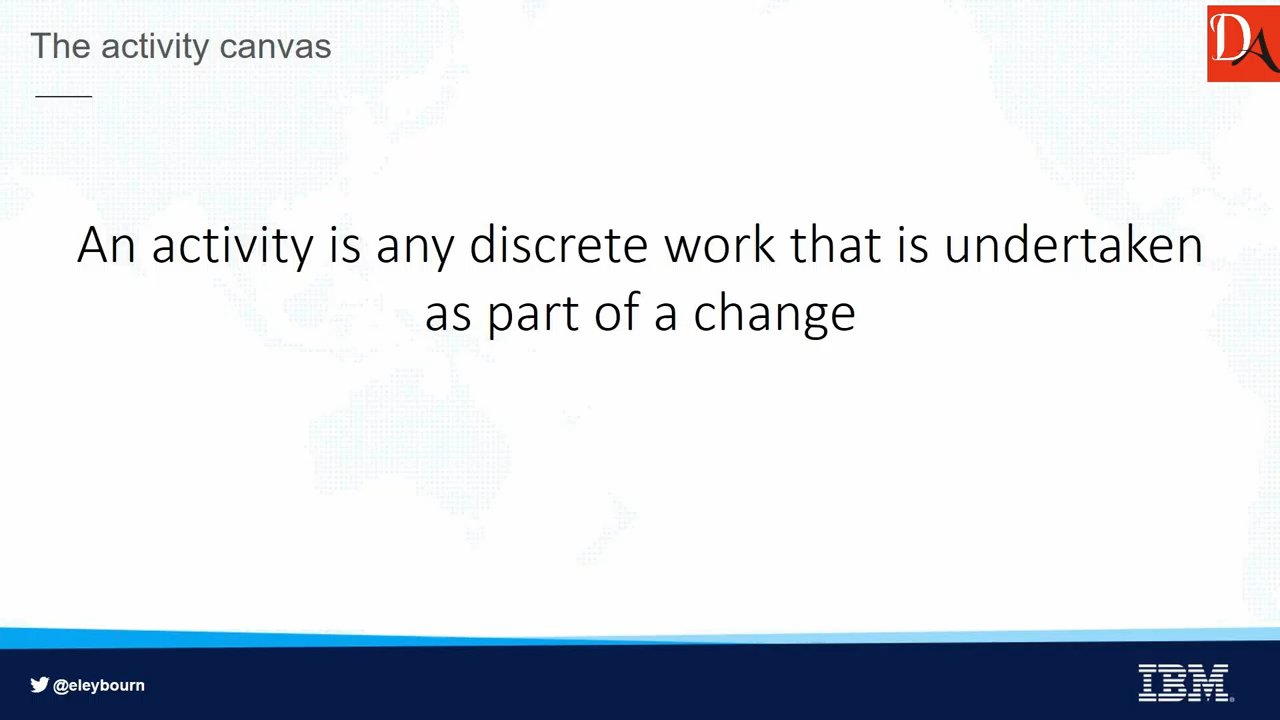 The activity canvas
DA
An activity is any discrete work that is undertaken
as part of a change
@eleybourn
IBM